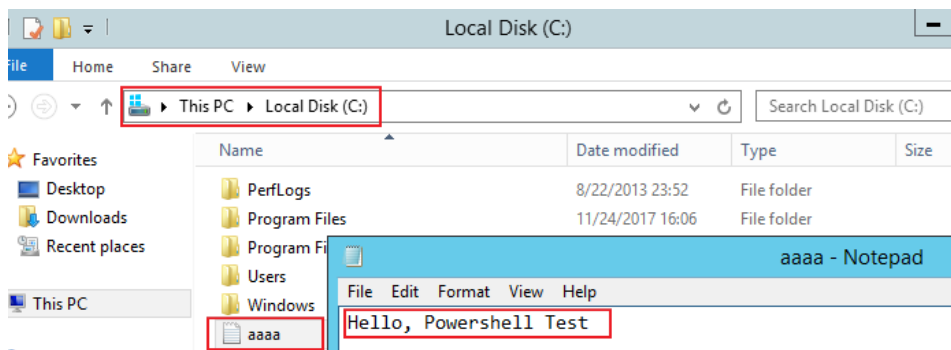 Local Disk (C:)
File Home Share View
This PC Local Disk (C:) Search Local Disk (C:)
Name Date modified Type Size
Favorites
Desktop PerfLogs 8/22/2013 23:52 File folder
Downloads Program Files 11/24/2017 16:06 File folder
Recent places Program Fi
Users
Windows
This PC
aaaa
aaaa - Notepad
File Edit Format View Help
Hello, Powershell Test